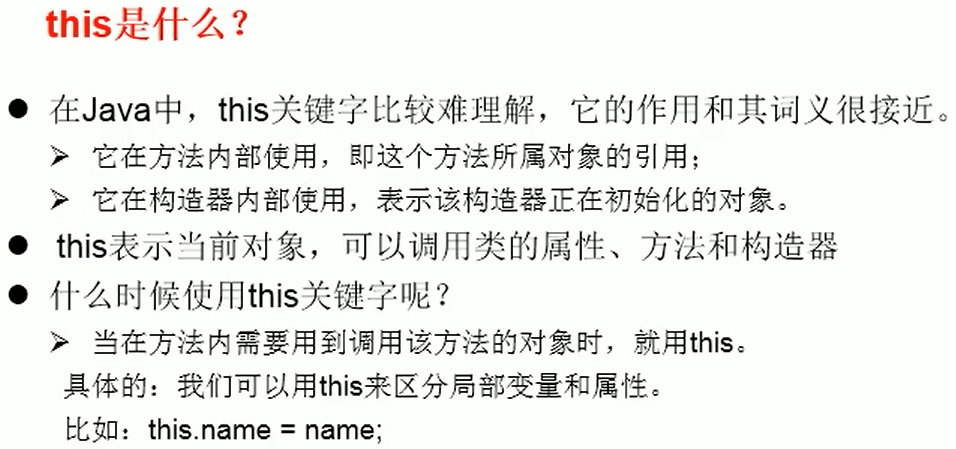 this是什么？
● 在Java中，this关键字比较难理解，它的作用和其词义很接近。
➢ 它在方法内部使用，即这个方法所属对象的引用；
➢ 它在构造器内部使用，表示该构造器正在初始化的对象。
● this表示当前对象，可以调用类的属性、方法和构造器
● 什么时候使用this关键字呢？
➢ 当在方法内需要用到调用该方法的对象时，就用this。
具体的：我们可以用this来区分局部变量和属性。
比如：this.name = name;